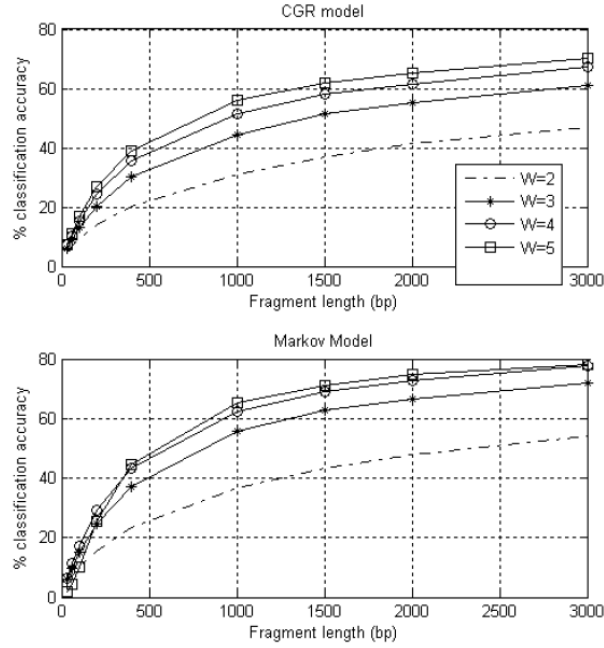 CGR model
80
60
40
20
0
% classification accuracy
W=2
W=3
W=4
W=5
0 500 1000 1500 2000 2500 3000
Fragment length (bp)
Markov Model
80
60
40
20
0
% classification accuracy
0 500 1000 1500 2000 2500 3000
Fragment length (bp)